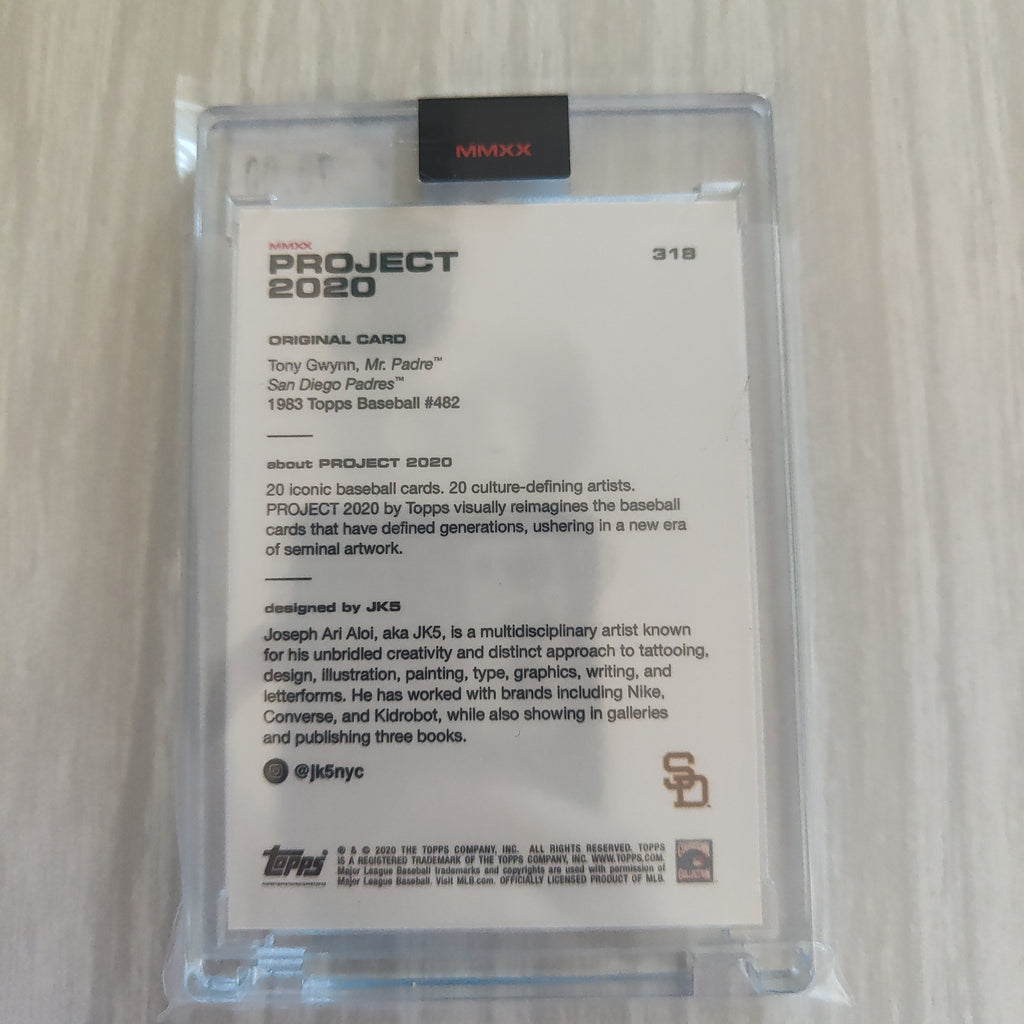 MMXX
MMXX
PROJECT
2020
318
ORIGINAL CARD
Tony Gwynn, Mr. Padre™
San Diego Padres™
1983 Topps Baseball #482
about PROJECT 2020
20 iconic baseball cards. 20 culture-defining artists.
PROJECT 2020 by Topps visually reimagines the baseball
cards that have defined generations, ushering in a new era
of seminal artwork.
designed by JK5
Joseph Ari Aloi, aka JK5, is a multidisciplinary artist known
for his unbridled creativity and distinct approach to tattooing,
design, illustration, painting, type, graphics, writing, and
letterforms. He has worked with brands including Nike,
Converse, and Kidrobot, while also showing in galleries
and publishing three books.
@jk5nyc
SD
Topps
® & © 2020 THE TOPPS COMPANY, INC. ALL RIGHTS RESERVED. TOPPS
IS A REGISTERED TRADEMARK OF THE TOPPS COMPANY, INC. WWW.TOPPS.COM.
Major League Baseball trademarks and copyrights are used with permission of
Major League Baseball. Visit MLB.com. OFFICIALLY LICENSED PRODUCT OF MLB.